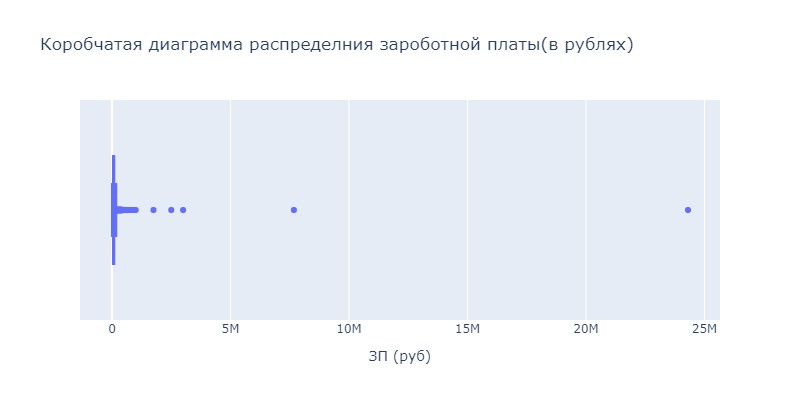 Коробчатая диаграмма распределния зароботной платы(в рублях)
0 5M 10M 15M 20M 25M
ЗП (руб)